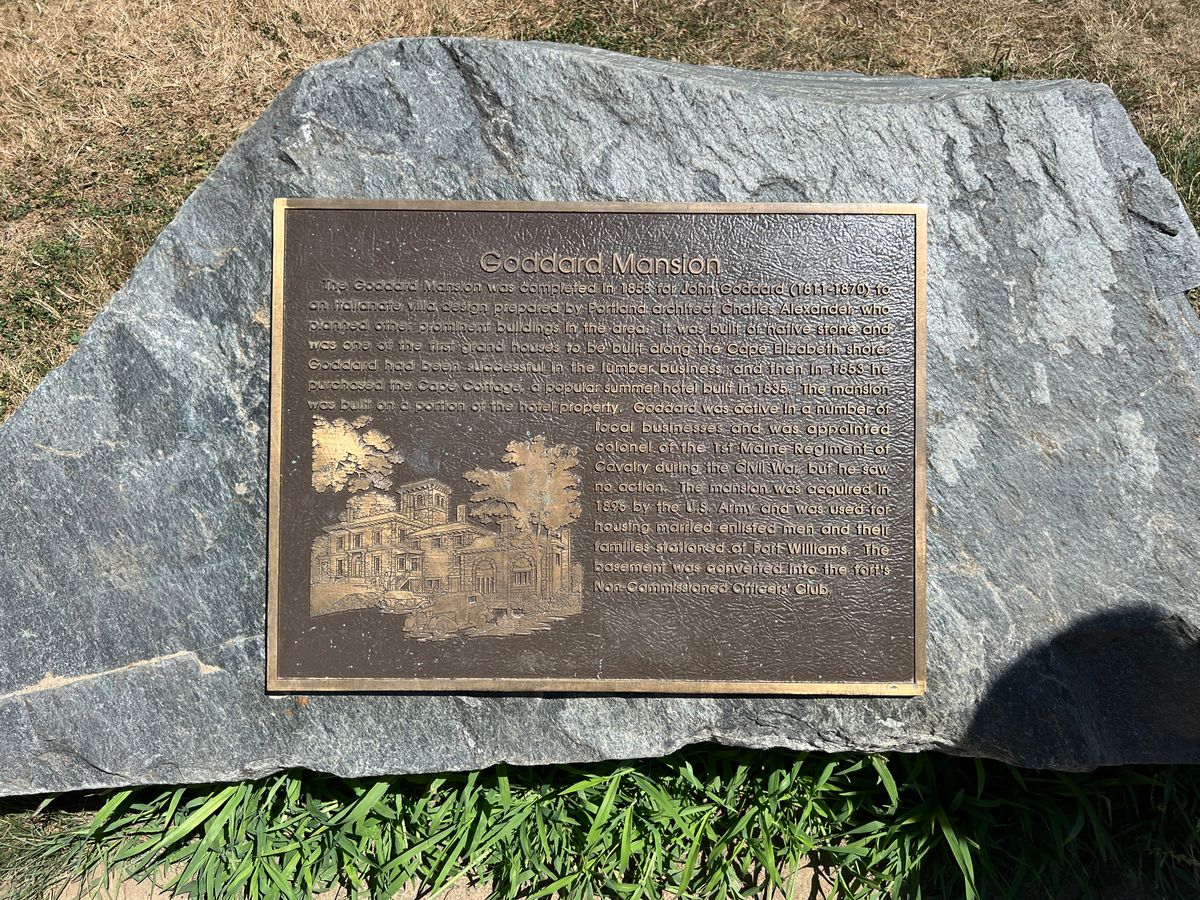 Goddard Mansion
The Goddard Mansion was completed in 1858 for John Goddard (1811-1870) to
an Italianate Villa design prepared by Portland architect Charles Alexander who
planned other prominent buildings in the area. It was built of native stone and
was one of the first grand houses to be built along the Cape Elizabeth shore.
Goddard had been successful in the lumber business, and then in 1853 he
purchased the Cape Cottage, a popular summer hotel built in 1835. The mansion
was built on a portion of the hotel property. Goddard was active in a number of
local businesses and was appointed
colonel of the 1st Maine Regiment of
Cavalry during the Civil War, but he saw
no action. The mansion was acquired in
1898 by the U.S. Army and was used for
housing married enlisted men and their
families stationed at Fort Williams. The
basement was converted into the fort's
Non-Commissioned Officers' Club.